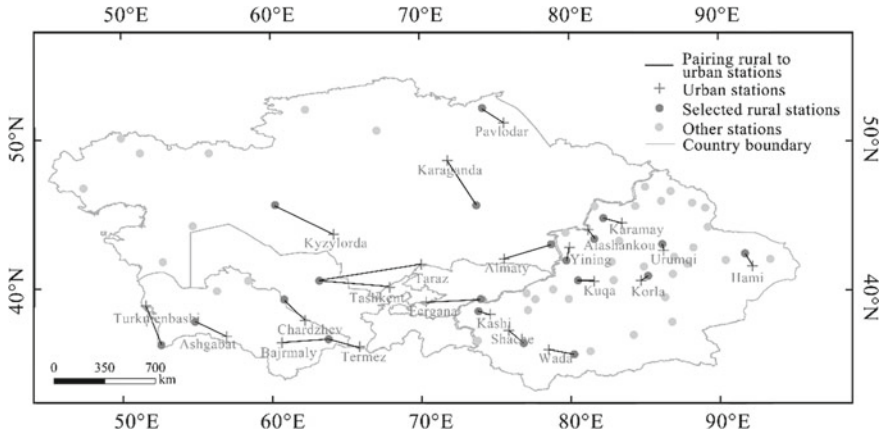 50°E 60°E 70°E 80°E 90°E
50°N
40°N
50°N
40°N
Pairing rural to
urban stations
Urban stations
Selected rural stations
Other stations
Country boundary
Pavlodar
Karaganda
Kyzylorda
Karamay
Alashankou
Almaty
Yining
Urumqi
Taraz
Hami
Tashkent
Kuqa
Korla
Fergana
Turkmenbashi
Chardzhev
Kashi
Shache
Ashgabat
Bajrmaly
Termez
Wada
0 350 700
km
50°E 60°E 70°E 80°E 90°E